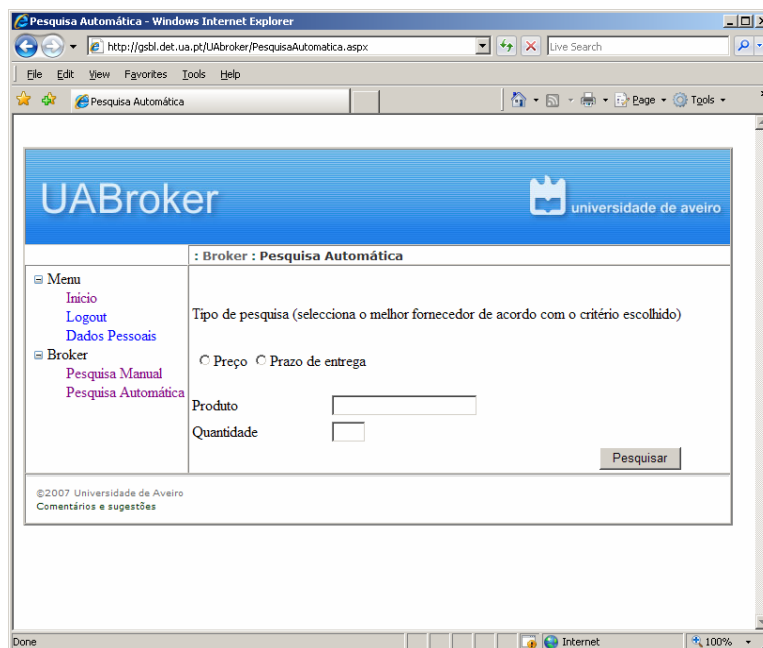 Pesquisa Automática - Windows Internet Explorer
http://gsbl.det.ua.pt/UAbroker/PesquisaAutomatica.aspx
Live Search
File Edit View Favorites Tools Help
Pesquisa Automática
Page Tools
UABroker
universidade de aveiro
: Broker : Pesquisa Automática
Menu
Inicio
Logout
Dados Pessoais
Broker
Pesquisa Manual
Pesquisa Automática
Tipo de pesquisa (selecciona o melhor fornecedor de acordo com o critério escolhido)
Preço Prazo de entrega
Produto
Quantidade
Pesquisar
©2007 Universidade de Aveiro
Comentários e sugestões
Done Internet 100%